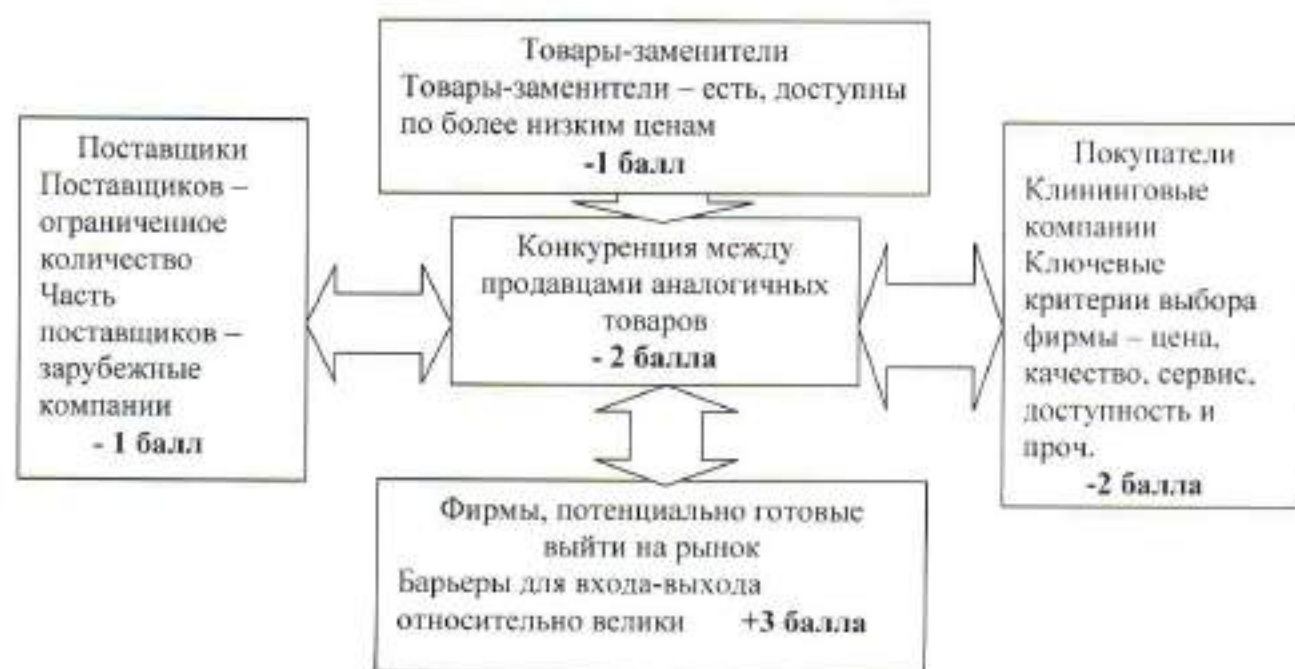 Товары-заменители
Товары-заменители – есть, доступны
по более низким ценам
-1 балл
Поставщики
Поставщиков –
ограниченное
количество
Часть
поставщиков –
зарубежные
компании
- 1 балл
Конкуренция между
продавцами аналогичных
товаров
- 2 балла
Покупатели
Клининговые
компании
Ключевые
критерии выбора
фирмы – цена,
качество, сервис,
доступность и
проч.
-2 балла
Фирмы, потенциально готовые
выйти на рынок
Барьеры для входа-выхода
относительно велики +3 балла